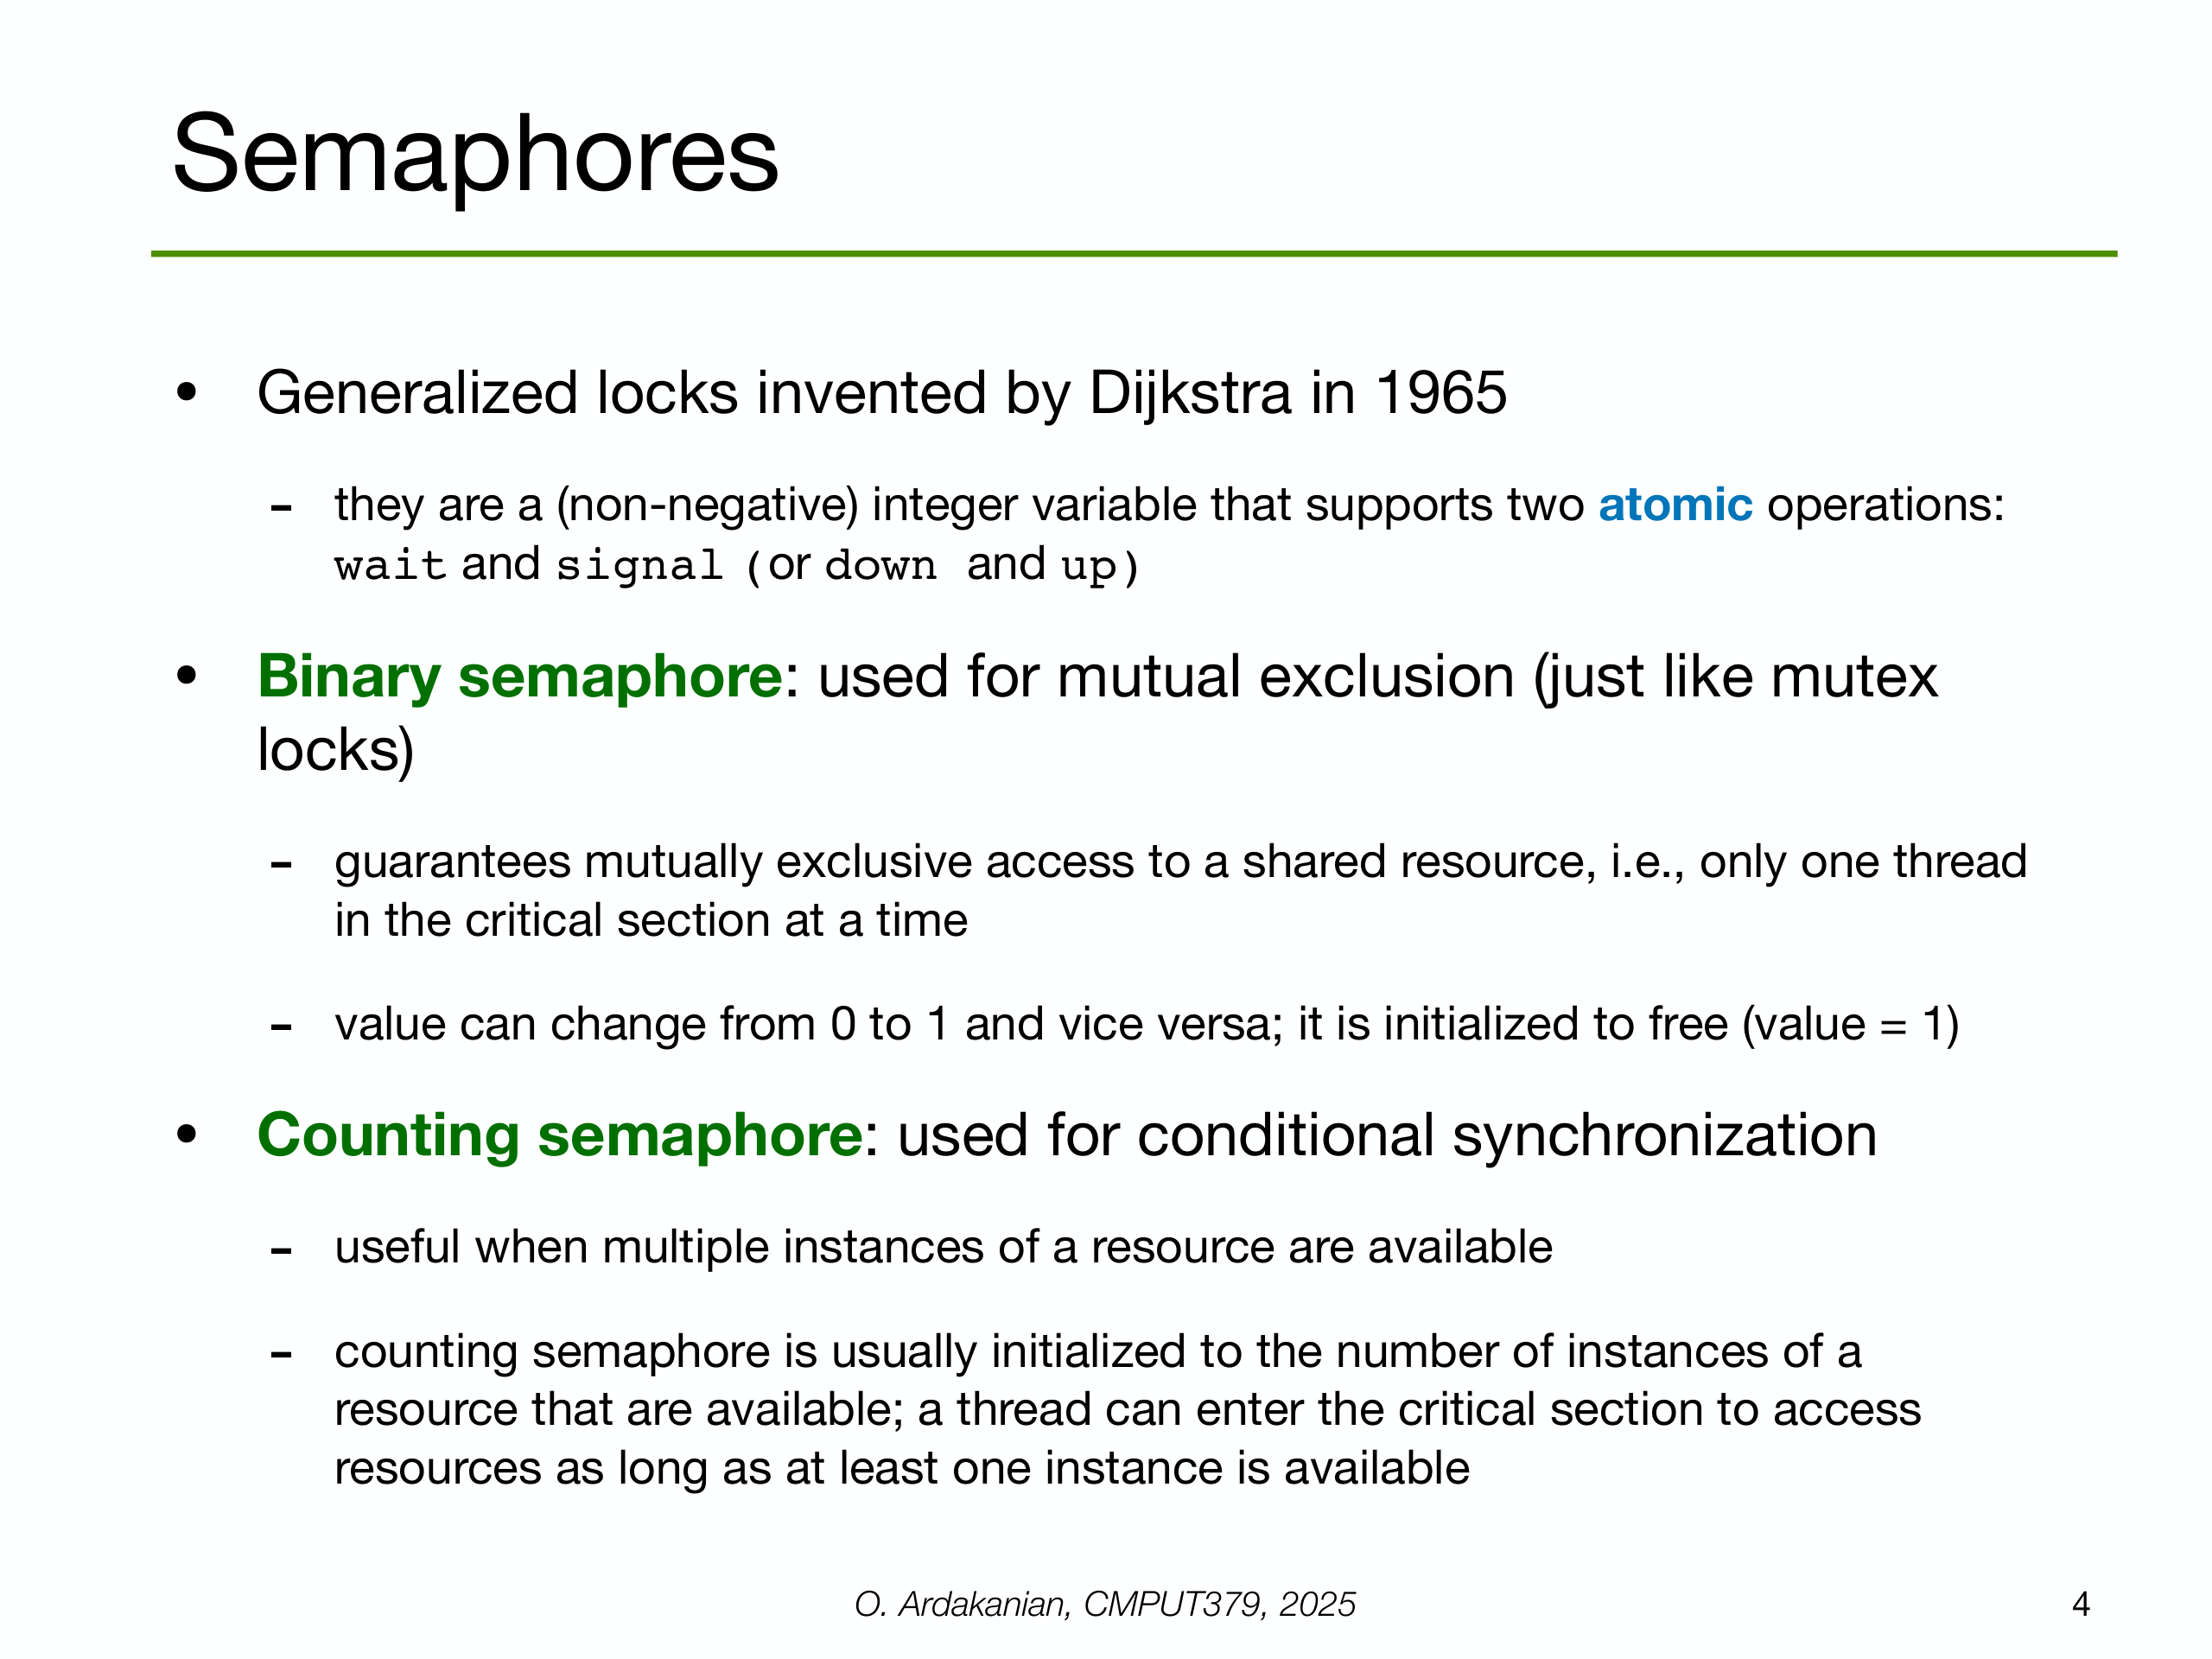 Semaphores
• Generalized locks invented by Dijkstra in 1965
- they are a (non-negative) integer variable that supports two atomic operations:
wait and signal (or down and up)
• Binary semaphore: used for mutual exclusion (just like mutex
locks)
- guarantees mutually exclusive access to a shared resource, i.e., only one thread
in the critical section at a time
- value can change from 0 to 1 and vice versa; it is initialized to free (value = 1)
• Counting semaphore: used for conditional synchronization
- useful when multiple instances of a resource are available
- counting semaphore is usually initialized to the number of instances of a
resource that are available; a thread can enter the critical section to access
resources as long as at least one instance is available
O. Ardakanian, CMPUT379, 2025
4